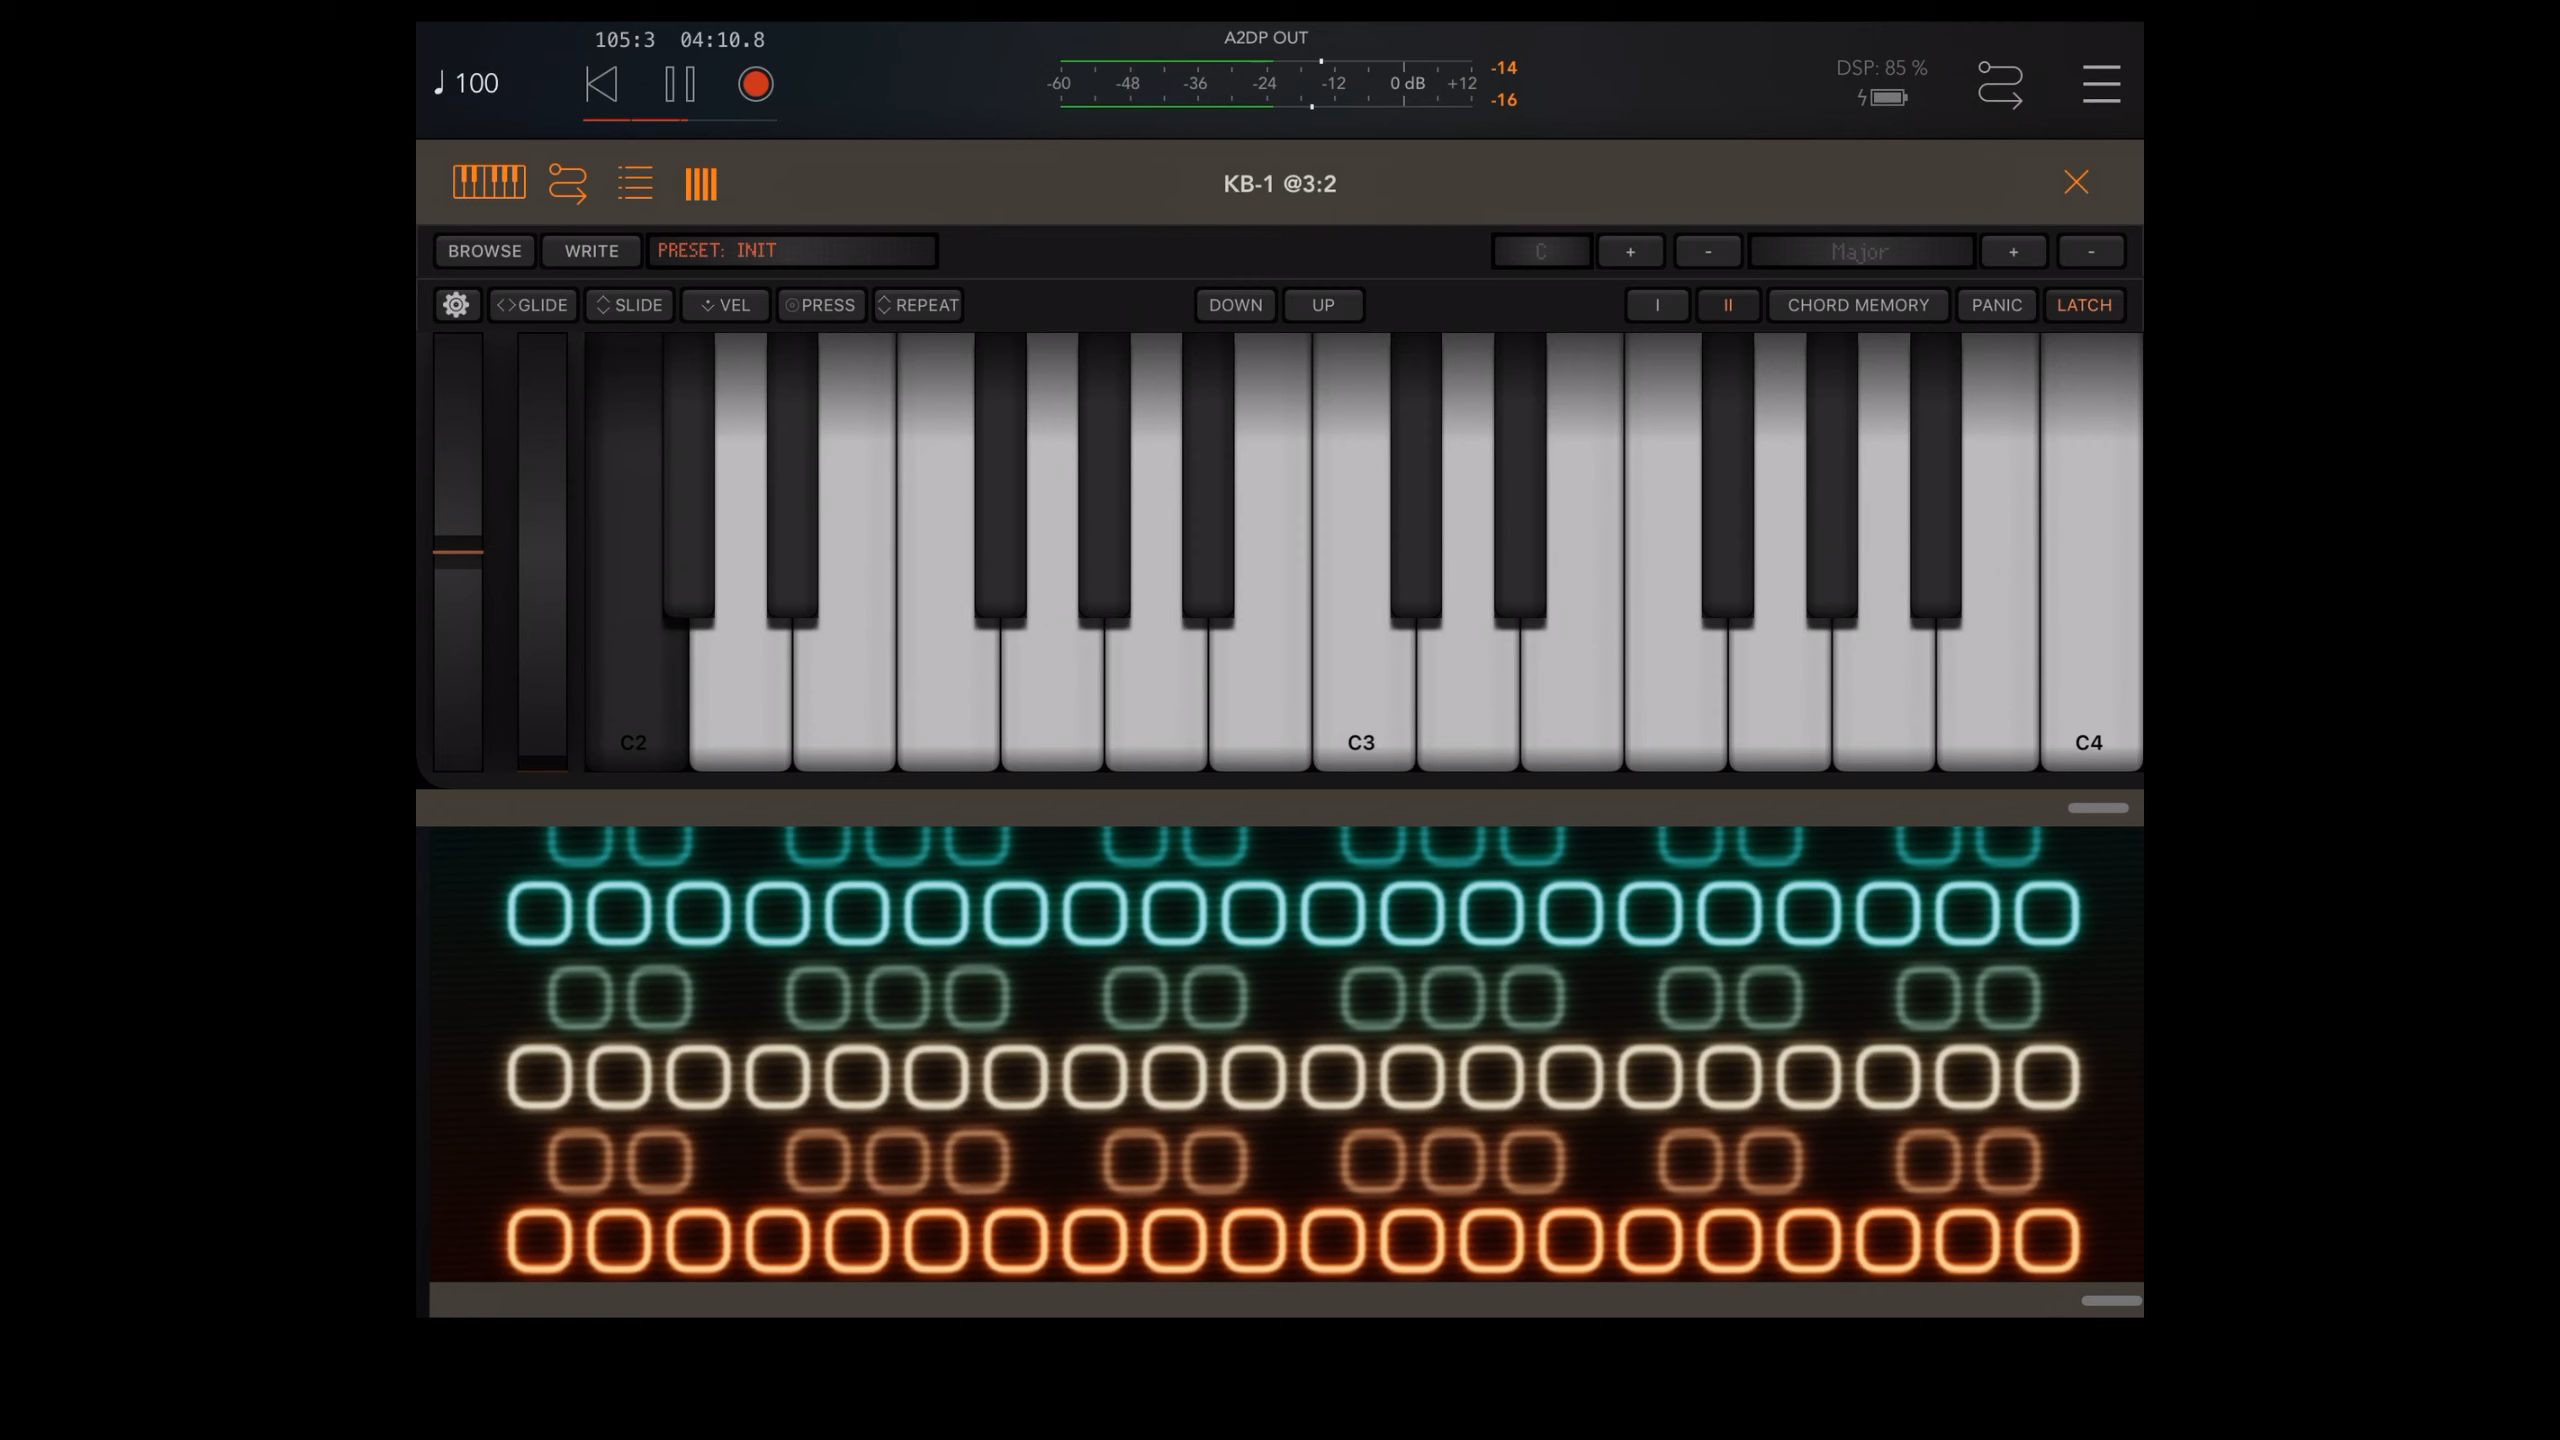 105:3 04:10.8
A2DP OUT
♩ 100
-60 -48 -36 -24 -12 0 dB +12
-14
-16
DSP: 85 %
KB-1 @3:2
BROWSE WRITE PRESET: INIT C + - Major + -
<>GLIDE SLIDE VEL PRESS REPEAT DOWN UP I II CHORD MEMORY PANIC LATCH
C2 C3 C4